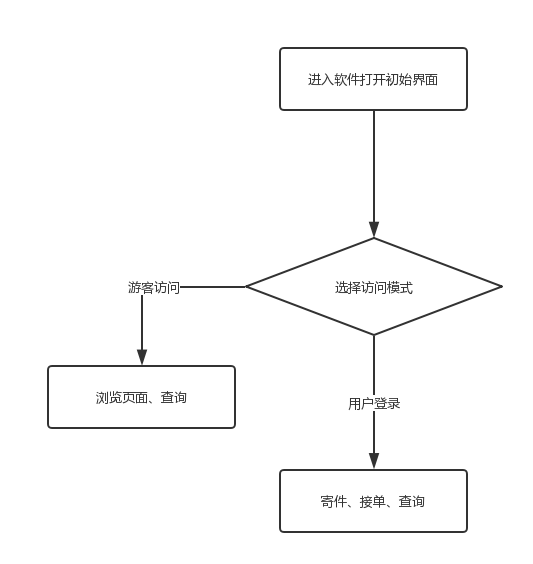 进入软件打开初始界面
选择访问模式
游客访问
浏览页面、查询
用户登录
寄件、接单、查询